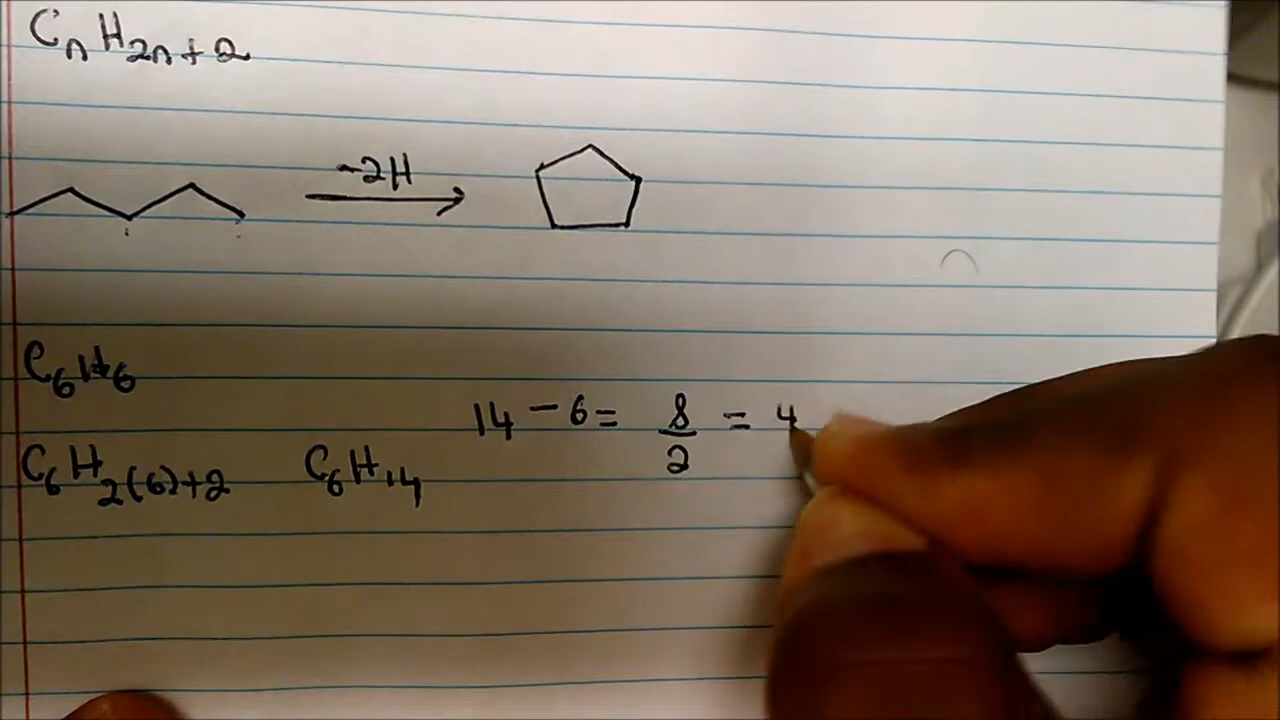 CnH2n+2
-2H
C6H6
14 - 6 = 8/2 = 4
C6H2(6)+2 C6H14